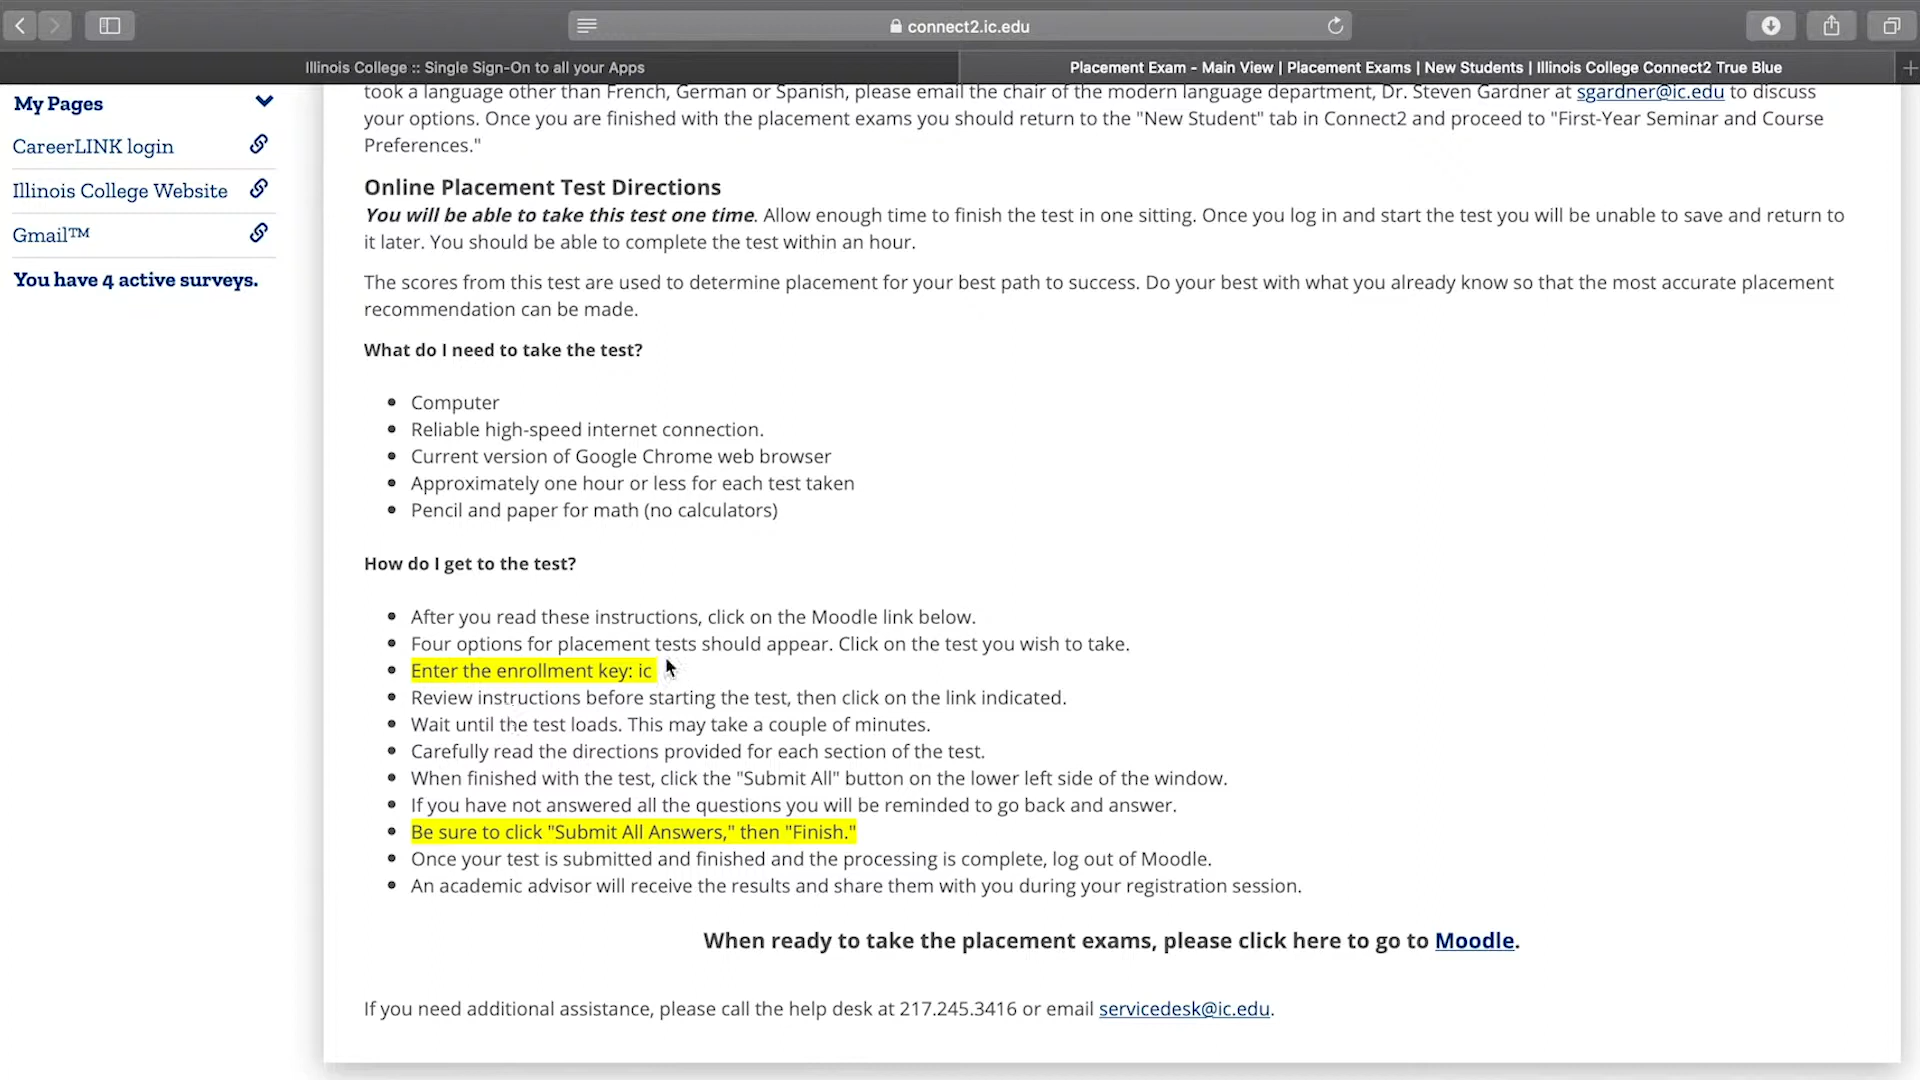 connect2.ic.edu
Illinois College :: Single Sign-On to all your Apps
Placement Exam - Main View | Placement Exams | New Students | Illinois College Connect2 True Blue
My Pages
CareerLINK login
Illinois College Website
Gmail™
You have 4 active surveys.
took a language other than French, German or Spanish, please email the chair of the modern language department, Dr. Steven Gardner at sgardner@ic.edu to discuss
your options. Once you are finished with the placement exams you should return to the "New Student" tab in Connect2 and proceed to "First-Year Seminar and Course
Preferences."
Online Placement Test Directions
You will be able to take this test one time. Allow enough time to finish the test in one sitting. Once you log in and start the test you will be unable to save and return to
it later. You should be able to complete the test within an hour.
The scores from this test are used to determine placement for your best path to success. Do your best with what you already know so that the most accurate placement
recommendation can be made.
What do I need to take the test?
Computer
Reliable high-speed internet connection.
Current version of Google Chrome web browser
Approximately one hour or less for each test taken
Pencil and paper for math (no calculators)
How do I get to the test?
After you read these instructions, click on the Moodle link below.
Four options for placement tests should appear. Click on the test you wish to take.
Enter the enrollment key: ic
Review instructions before starting the test, then click on the link indicated.
Wait until the test loads. This may take a couple of minutes.
Carefully read the directions provided for each section of the test.
When finished with the test, click the "Submit All" button on the lower left side of the window.
If you have not answered all the questions you will be reminded to go back and answer.
Be sure to click "Submit All Answers," then "Finish."
Once your test is submitted and finished and the processing is complete, log out of Moodle.
An academic advisor will receive the results and share them with you during your registration session.
When ready to take the placement exams, please click here to go to Moodle.
If you need additional assistance, please call the help desk at 217.245.3416 or email servicedesk@ic.edu.